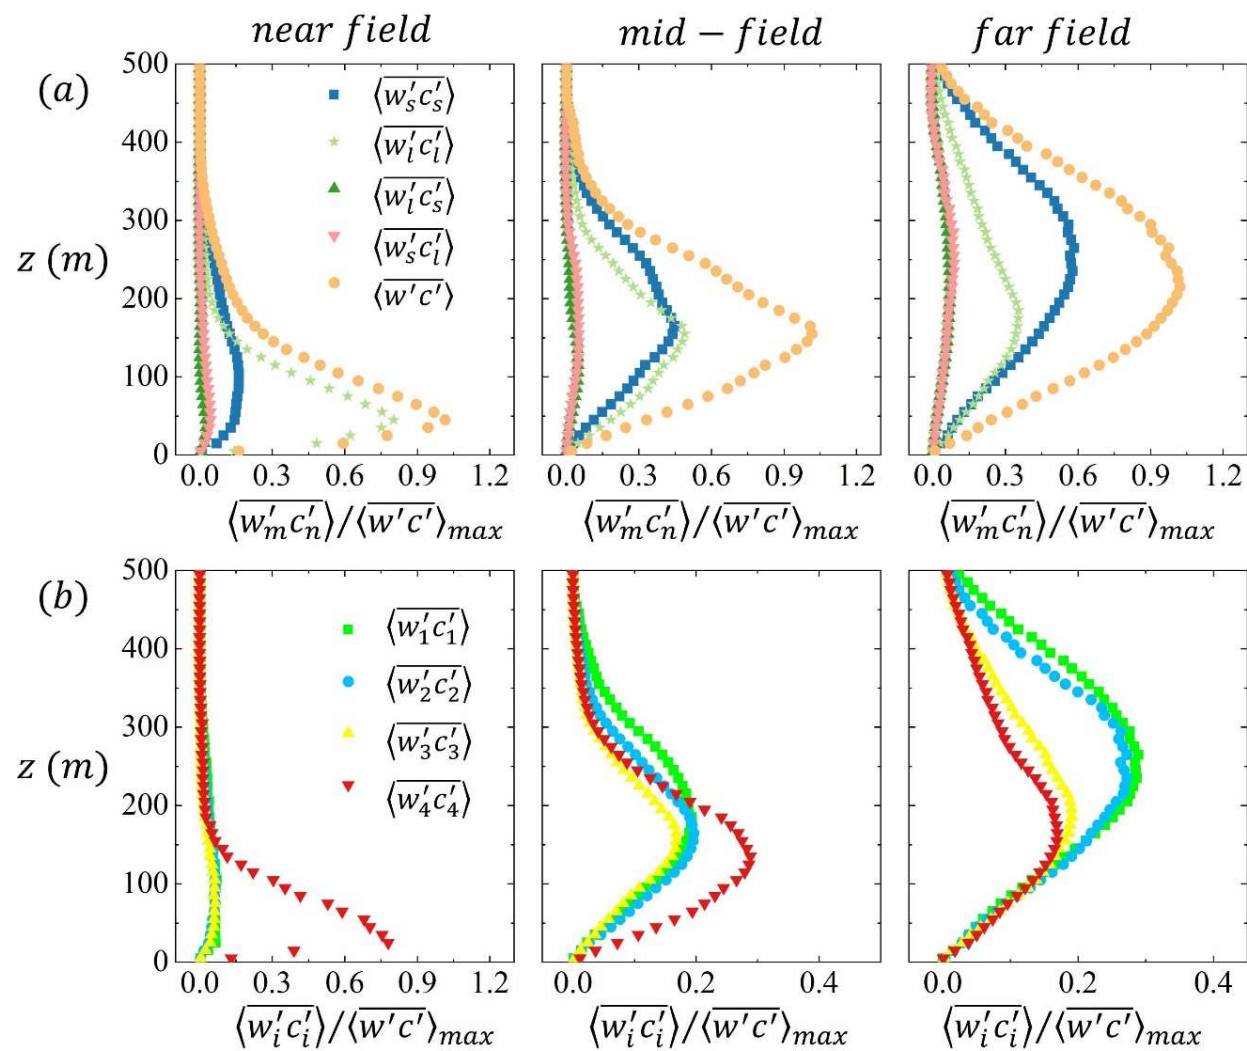 near field mid − field far field
(a)
500 400 300 200 100 0
z (m)
⟨w′ₛc′ₛ⟩
⟨w′ₗc′ₗ⟩
⟨w′ₗc′ₛ⟩
⟨w′ₛc′ₗ⟩
⟨w′c′⟩
0.0 0.3 0.6 0.9 1.2 0.0 0.3 0.6 0.9 1.2 0.0 0.3 0.6 0.9 1.2
⟨w′ₘc′ₙ⟩/⟨w′c′⟩max ⟨w′ₘc′ₙ⟩/⟨w′c′⟩max ⟨w′ₘc′ₙ⟩/⟨w′c′⟩max
(b)
500 400 300 200 100 0
z (m)
⟨w′₁c′₁⟩
⟨w′₂c′₂⟩
⟨w′₃c′₃⟩
⟨w′₄c′₄⟩
0.0 0.3 0.6 0.9 1.2 0.0 0.2 0.4 0.0 0.2 0.4
⟨w′ᵢc′ᵢ⟩/⟨w′c′⟩max ⟨w′ᵢc′ᵢ⟩/⟨w′c′⟩max ⟨w′ᵢc′ᵢ⟩/⟨w′c′⟩max